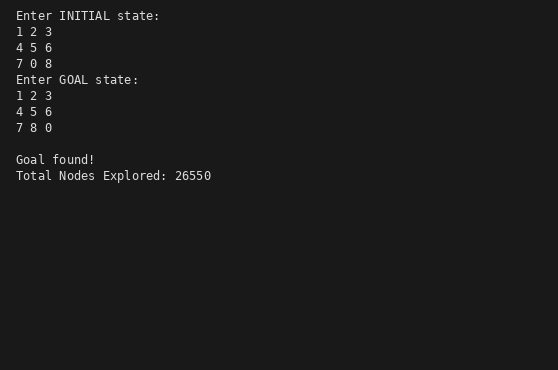 Enter INITIAL state:
1 2 3
4 5 6
7 0 8
Enter GOAL state:
1 2 3
4 5 6
7 8 0
Goal found!
Total Nodes Explored: 26550